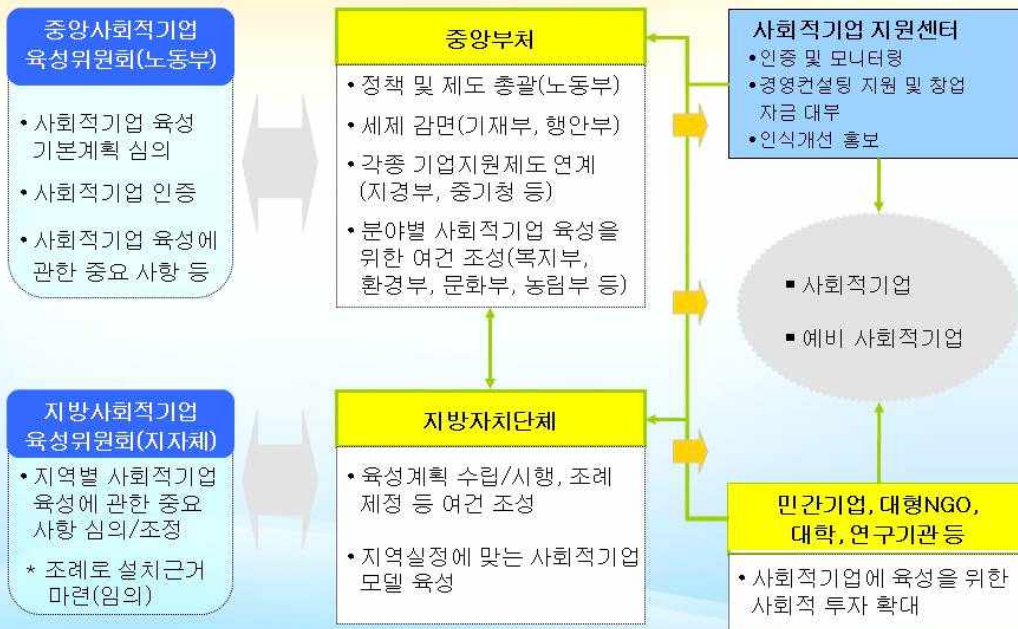 중앙사회적기업
육성위원회(노동부)
• 사회적기업 육성
기본계획 심의
• 사회적기업 인증
• 사회적기업 육성에
관한 중요 사항 등
중앙부처
• 정책 및 제도 총괄(노동부)
• 세제 감면(기재부, 행안부)
• 각종 기업지원제도 연계
(지경부, 중기청 등)
• 분야별 사회적기업 육성을
위한 여건 조성(복지부,
환경부, 문화부, 농림부 등)
사회적기업 지원센터
• 인증 및 모니터링
• 경영컨설팅 지원 및 창업
자금 대부
• 인식개선 홍보
▪ 사회적기업
▪ 예비 사회적기업
지방사회적기업
육성위원회(지자체)
• 지역별 사회적기업
육성에 관한 중요
사항 심의/조정
* 조례로 설치근거
마련(임의)
지방자치단체
• 육성계획 수립/시행, 조례
제정 등 여건 조성
• 지역실정에 맞는 사회적기업
모델 육성
민간기업, 대형NGO,
대학, 연구기관 등
• 사회적기업에 육성을 위한
사회적 투자 확대